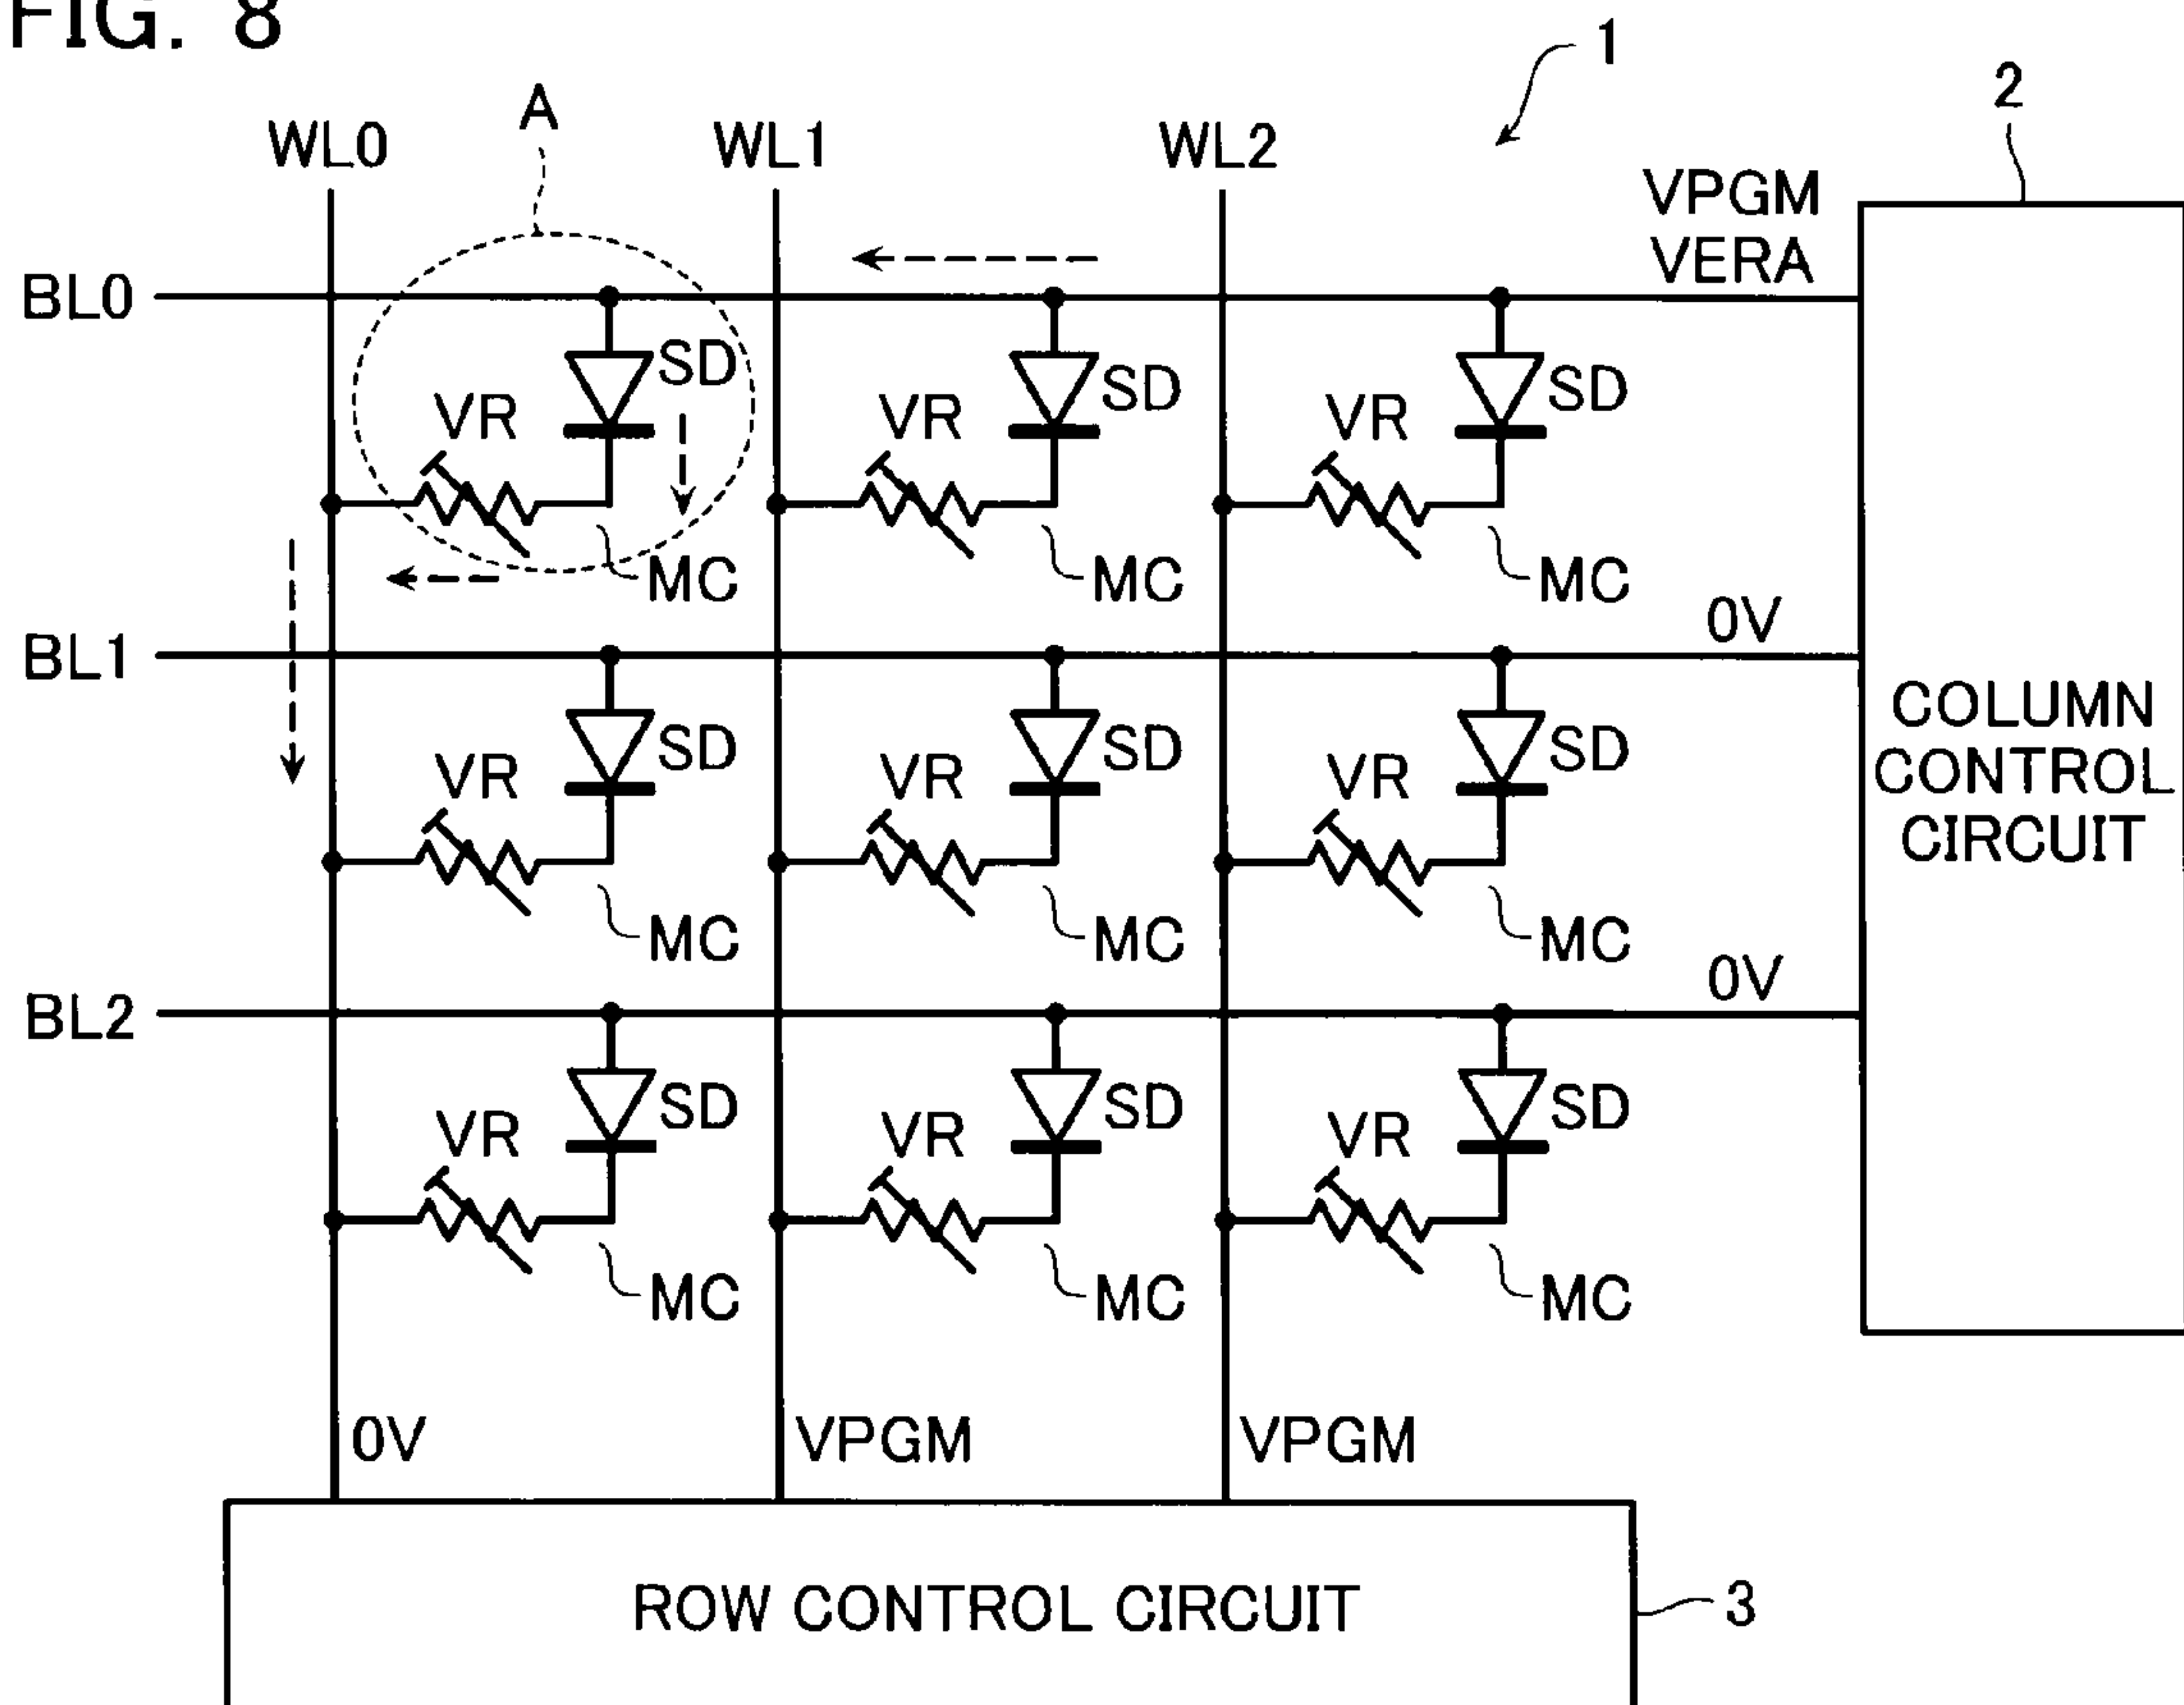 FIG. 8
1
2
A
WL0 WL1 WL2
VPGM
VERA
BL0
SD SD SD
VR VR VR
MC MC MC
0V
BL1
COLUMN
CONTROL
CIRCUIT
SD SD SD
VR VR VR
MC MC MC
0V
BL2
SD SD SD
VR VR VR
MC MC MC
0V VPGM VPGM
ROW CONTROL CIRCUIT
3